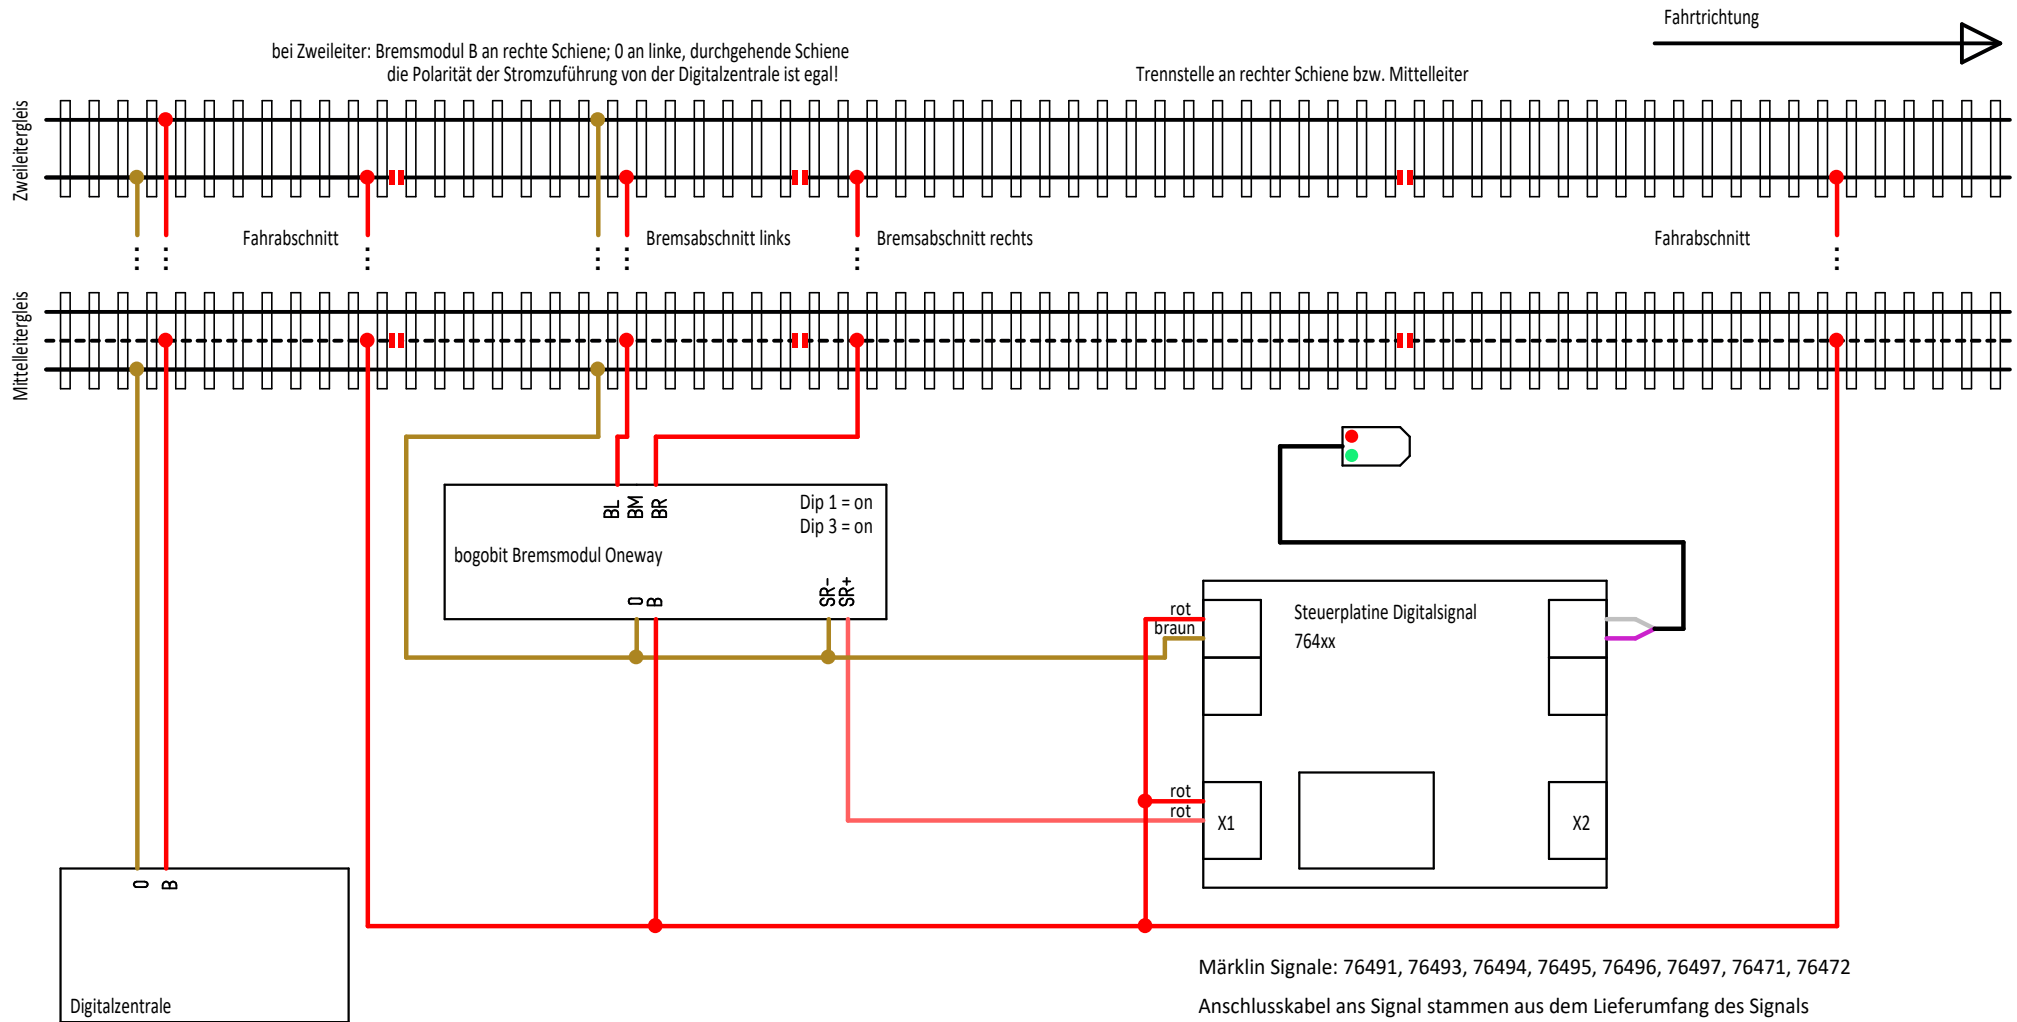 Fahrtrichtung
bei Zweileiter: Bremsmodul B an rechte Schiene; 0 an linke, durchgehende Schiene
die Polarität der Stromzuführung von der Digitalzentrale ist egal!
Trennstelle an rechter Schiene bzw. Mittelleiter
Zweileitergleis
Fahrabschnitt
Bremsabschnitt links
Bremsabschnitt rechts
Fahrabschnitt
Mittelleitergleis
BL
BM
BR
Dip 1 = on
Dip 3 = on
bogobit Bremsmodul Oneway
0
B
SR-
SR+
rot
braun
Steuerplatine Digitalsignal
764xx
rot
rot
X1
X2
0
B
Digitalzentrale
Märklin Signale: 76491, 76493, 76494, 76495, 76496, 76497, 76471, 76472
Anschlusskabel ans Signal stammen aus dem Lieferumfang des Signals